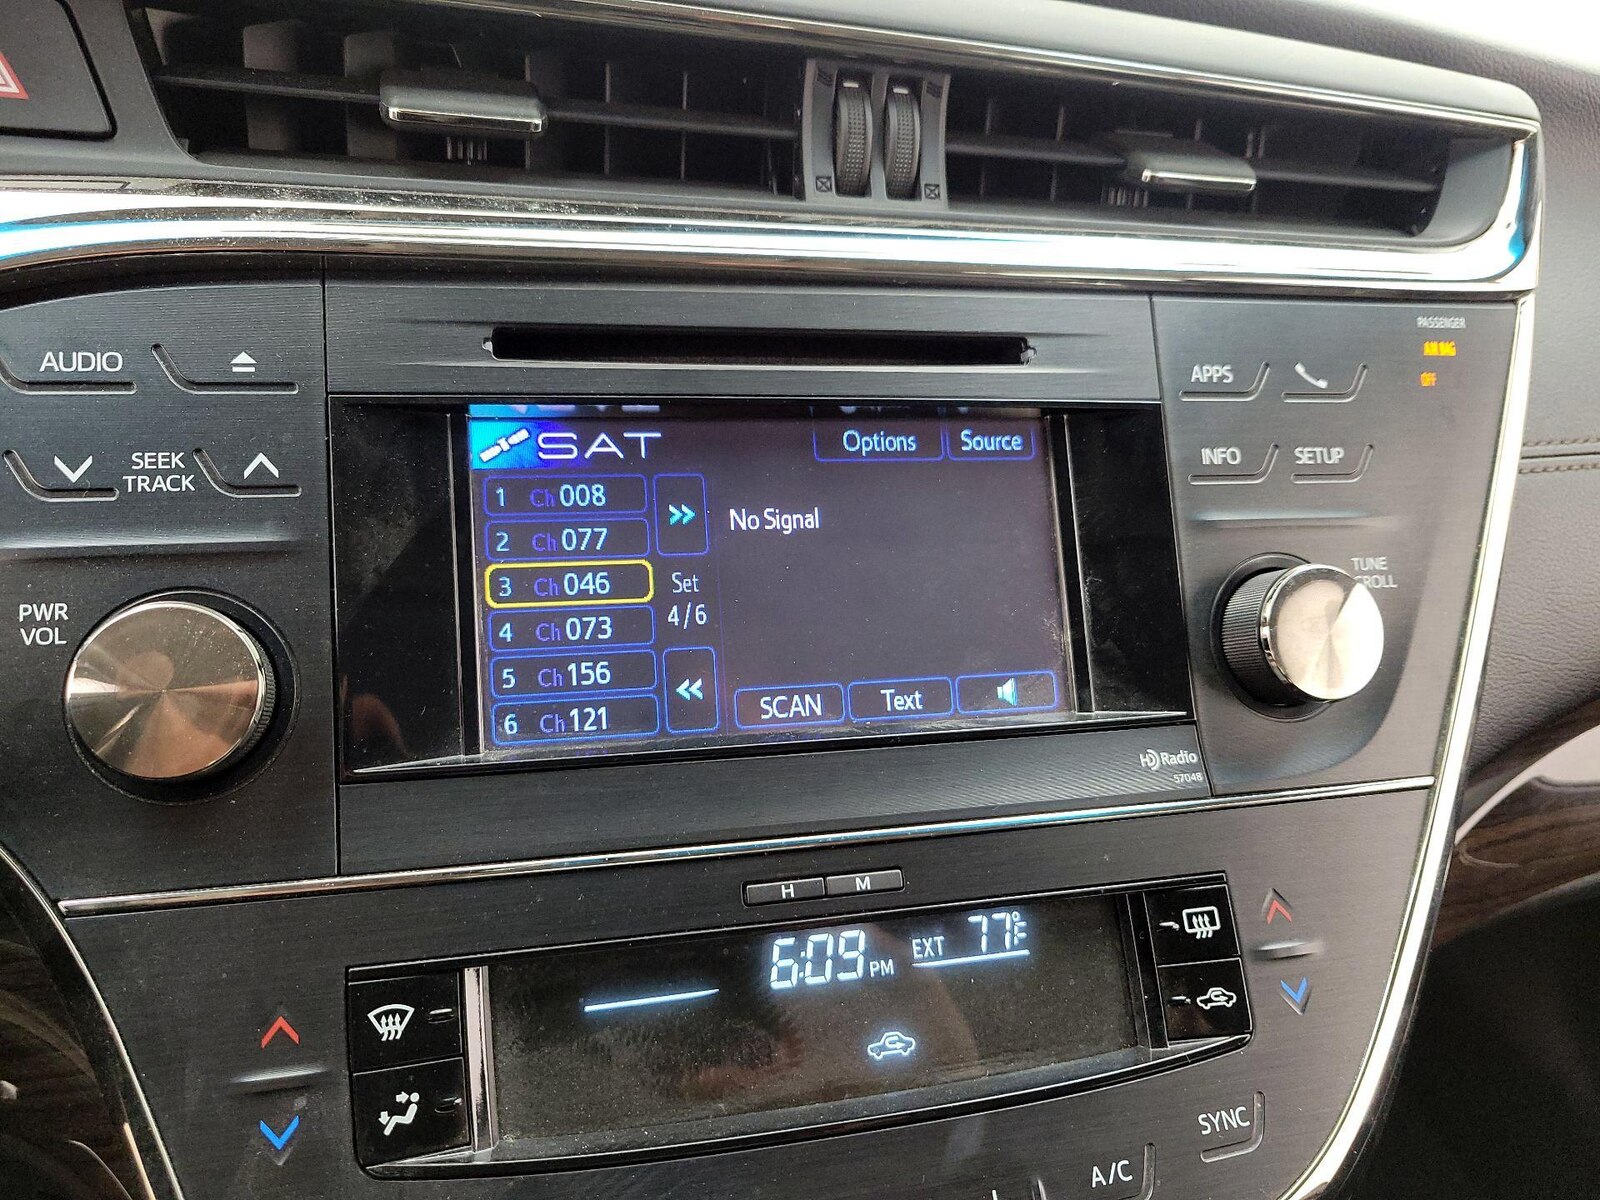 AUDIO
SEEK
TRACK
PWR
VOL
SAT
Options
Source
1 Ch 008
2 Ch 077
3 Ch 046
4 Ch 073
5 Ch 156
6 Ch 121
Set
4/6
No Signal
SCAN
Text
APPS
INFO
SETUP
PASSENGER
AIR BAG
OFF
TUNE
SCROLL
HD Radio
57048
H
M
6:09 PM
EXT 77°F
SYNC
A/C